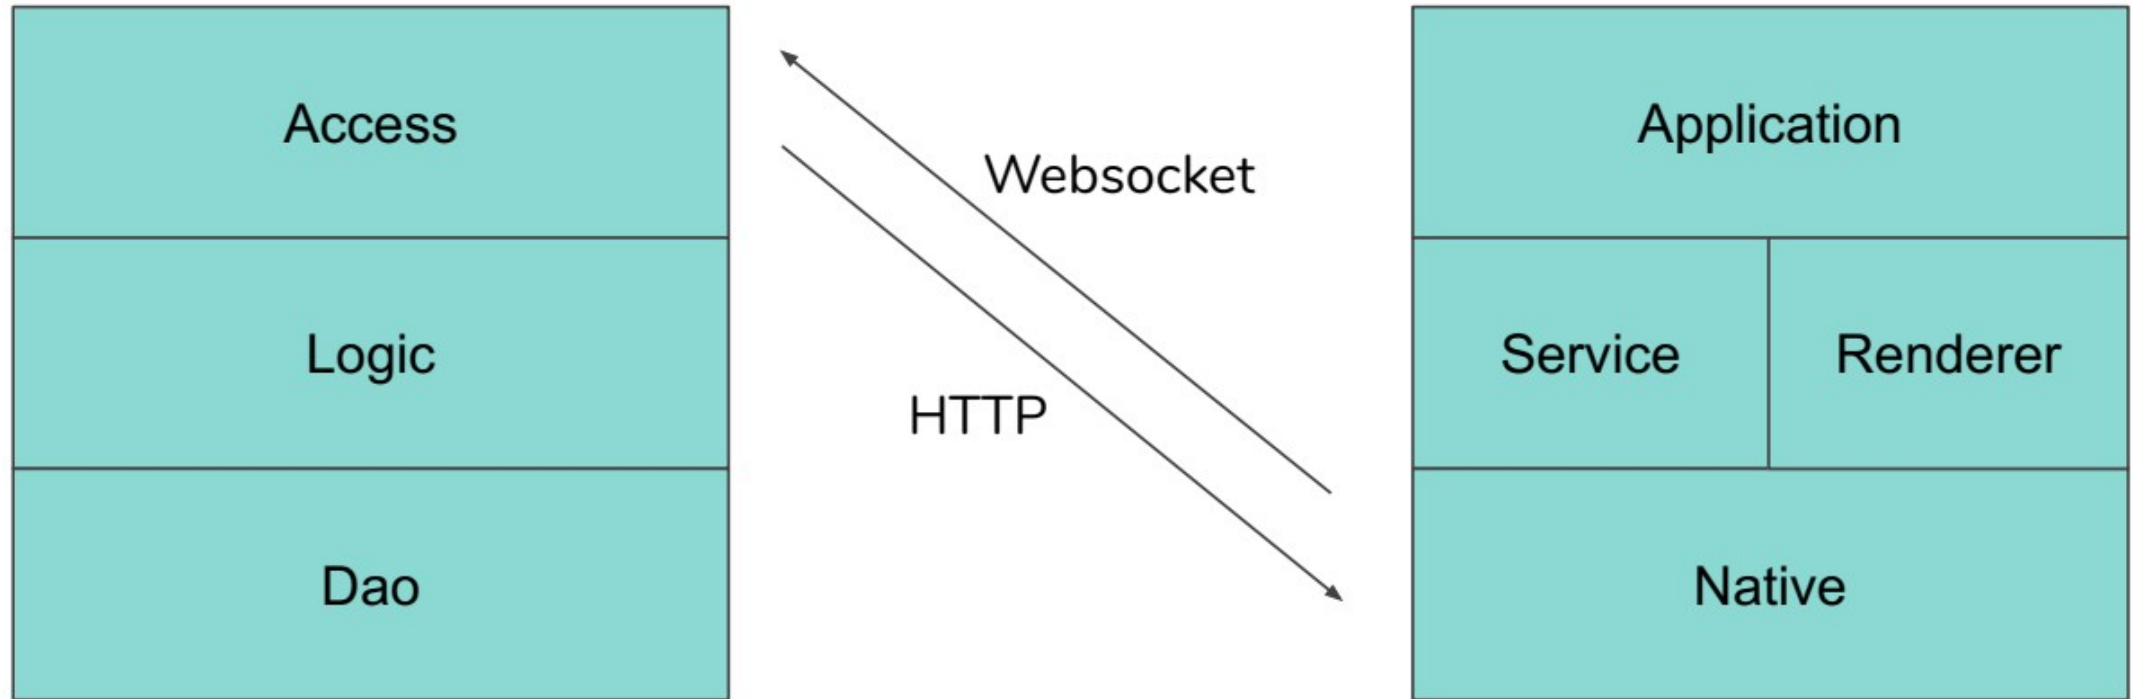 Access
Logic
Dao
Websocket
HTTP
Application
Service
Renderer
Native